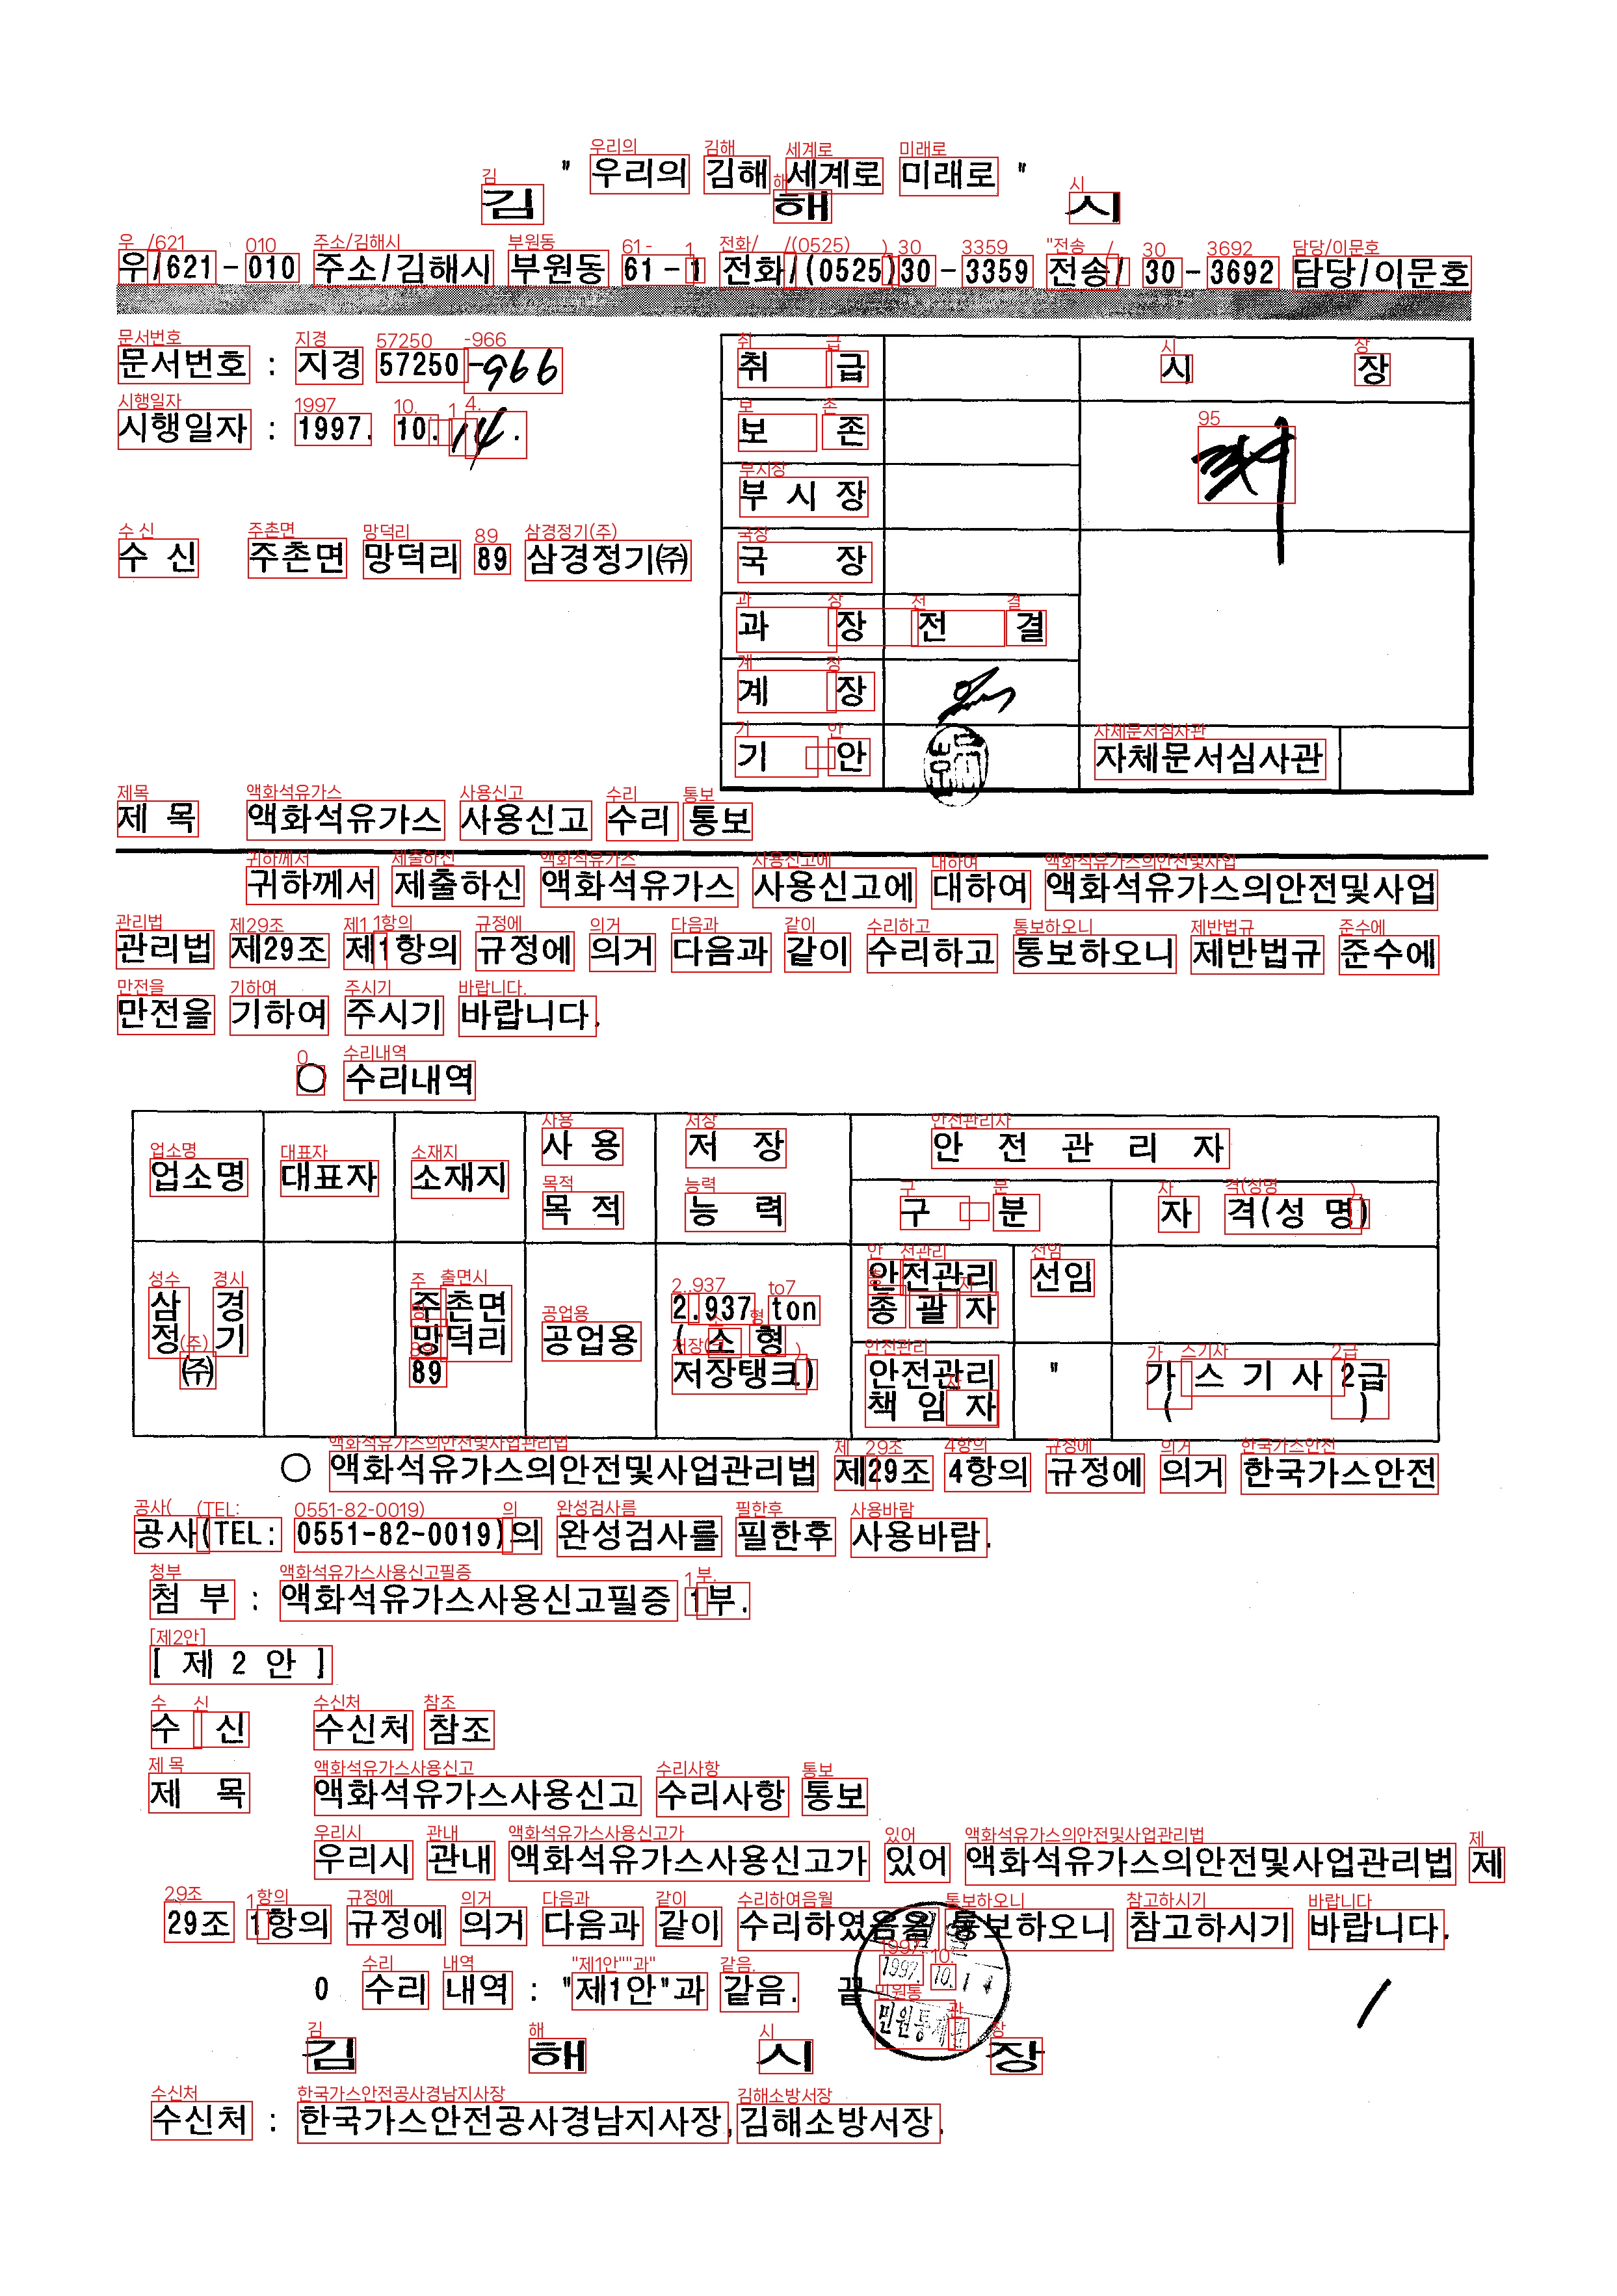 " 우리의 김해 세계로 미래로 "
김 해 시
우/621-010 주소/김해시 부원동 61-1 전화/(0525)30-3359 전송/ 30-3692 담당/이문호
문서번호 : 지경 57250-966
시행일자 : 1997. 10. 14.
수 신 주촌면 망덕리 89 삼경정기㈜
취 급
보 존
부 시 장
국 장
과 장 전 결
계 장
기 안
시 장
자체문서심사관
제 목 액화석유가스 사용신고 수리 통보
귀하께서 제출하신 액화석유가스 사용신고에 대하여 액화석유가스의안전및사업
관리법 제29조 제1항의 규정에 의거 다음과 같이 수리하고 통보하오니 제반법규 준수에
만전을 기하여 주시기 바랍니다.
○ 수리내역
업소명 대표자 소재지 사 용 목 적 저 장 능 력 안 전 관 리 자
구 분 자 격(성 명)
삼 경 정 기 ㈜ 주촌면 망덕리 89 공업용 2.937 ton ( 소 형 저장탱크) 안전관리 총 괄 자 선임
안전관리 책 임 자 " 가 스 기 사 2급 ( )
○ 액화석유가스의안전및사업관리법 제29조 4항의 규정에 의거 한국가스안전
공사(TEL: 0551-82-0019)의 완성검사를 필한후 사용바람.
첨 부 : 액화석유가스사용신고필증 1부.
[ 제 2 안 ]
수 신 수신처 참조
제 목 액화석유가스사용신고 수리사항 통보
우리시 관내 액화석유가스사용신고가 있어 액화석유가스의안전및사업관리법 제
29조 1항의 규정에 의거 다음과 같이 수리하였음을 통보하오니 참고하시기 바랍니다.
0 수리 내역 : "제1안"과 같음. 끝
1997. 10. 14
민원통제관
김 해 시 장
수신처 : 한국가스안전공사경남지사장,김해소방서장.